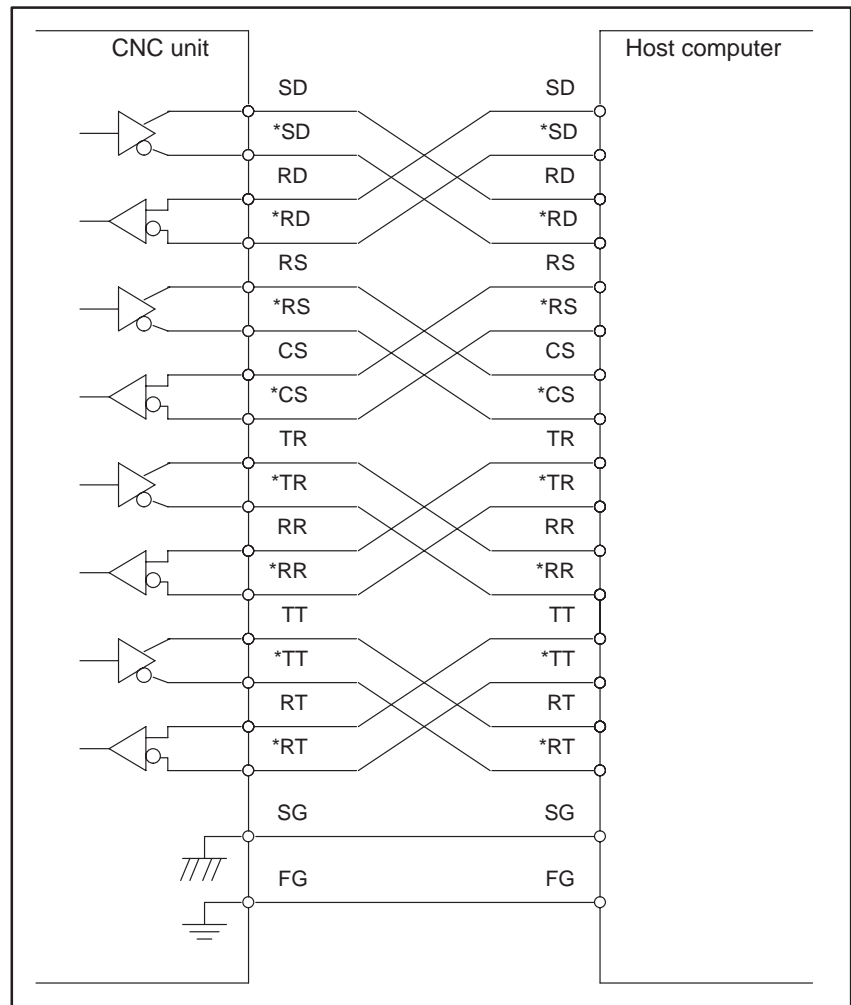 CNC unit Host computer
SD SD
*SD *SD
RD RD
*RD *RD
RS RS
*RS *RS
CS CS
*CS *CS
TR TR
*TR *TR
RR RR
*RR *RR
TT TT
*TT *TT
RT RT
*RT *RT
SG SG
FG FG